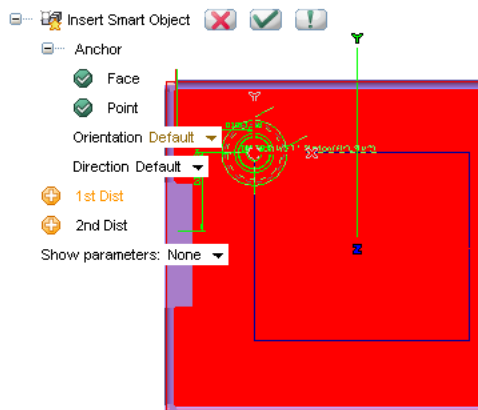 Insert Smart Object
Anchor
Face
Point
Orientation Default
Direction Default
1st Dist
2nd Dist
Show parameters: None
Y
Y
X
Z